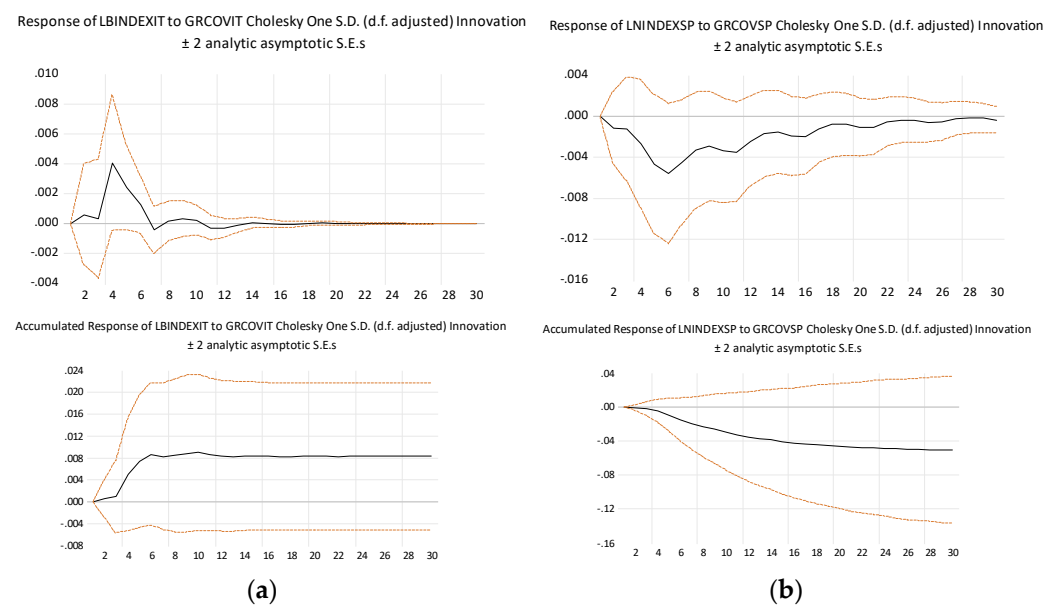 Response of LBINDEXIT to GRCOVIT Cholesky One S.D. (d.f. adjusted) Innovation
± 2 analytic asymptotic S.E.s
.010
.008
.006
.004
.002
.000
-.002
-.004
2 4 6 8 10 12 14 16 18 20 22 24 26 28 30
Accumulated Response of LBINDEXIT to GRCOVIT Cholesky One S.D. (d.f. adjusted) Innovation
± 2 analytic asymptotic S.E.s
.024
.020
.016
.012
.008
.004
.000
-.004
-.008
2 4 6 8 10 12 14 16 18 20 22 24 26 28 30
(a)
Response of LNINDEXSP to GRCOVSP Cholesky One S.D. (d.f. adjusted) Innovation
± 2 analytic asymptotic S.E.s
.004
.000
-.004
-.008
-.012
-.016
2 4 6 8 10 12 14 16 18 20 22 24 26 28 30
Accumulated Response of LNINDEXSP to GRCOVSP Cholesky One S.D. (d.f. adjusted) Innovation
± 2 analytic asymptotic S.E.s
.04
.00
-.04
-.08
-.12
-.16
2 4 6 8 10 12 14 16 18 20 22 24 26 28 30
(b)